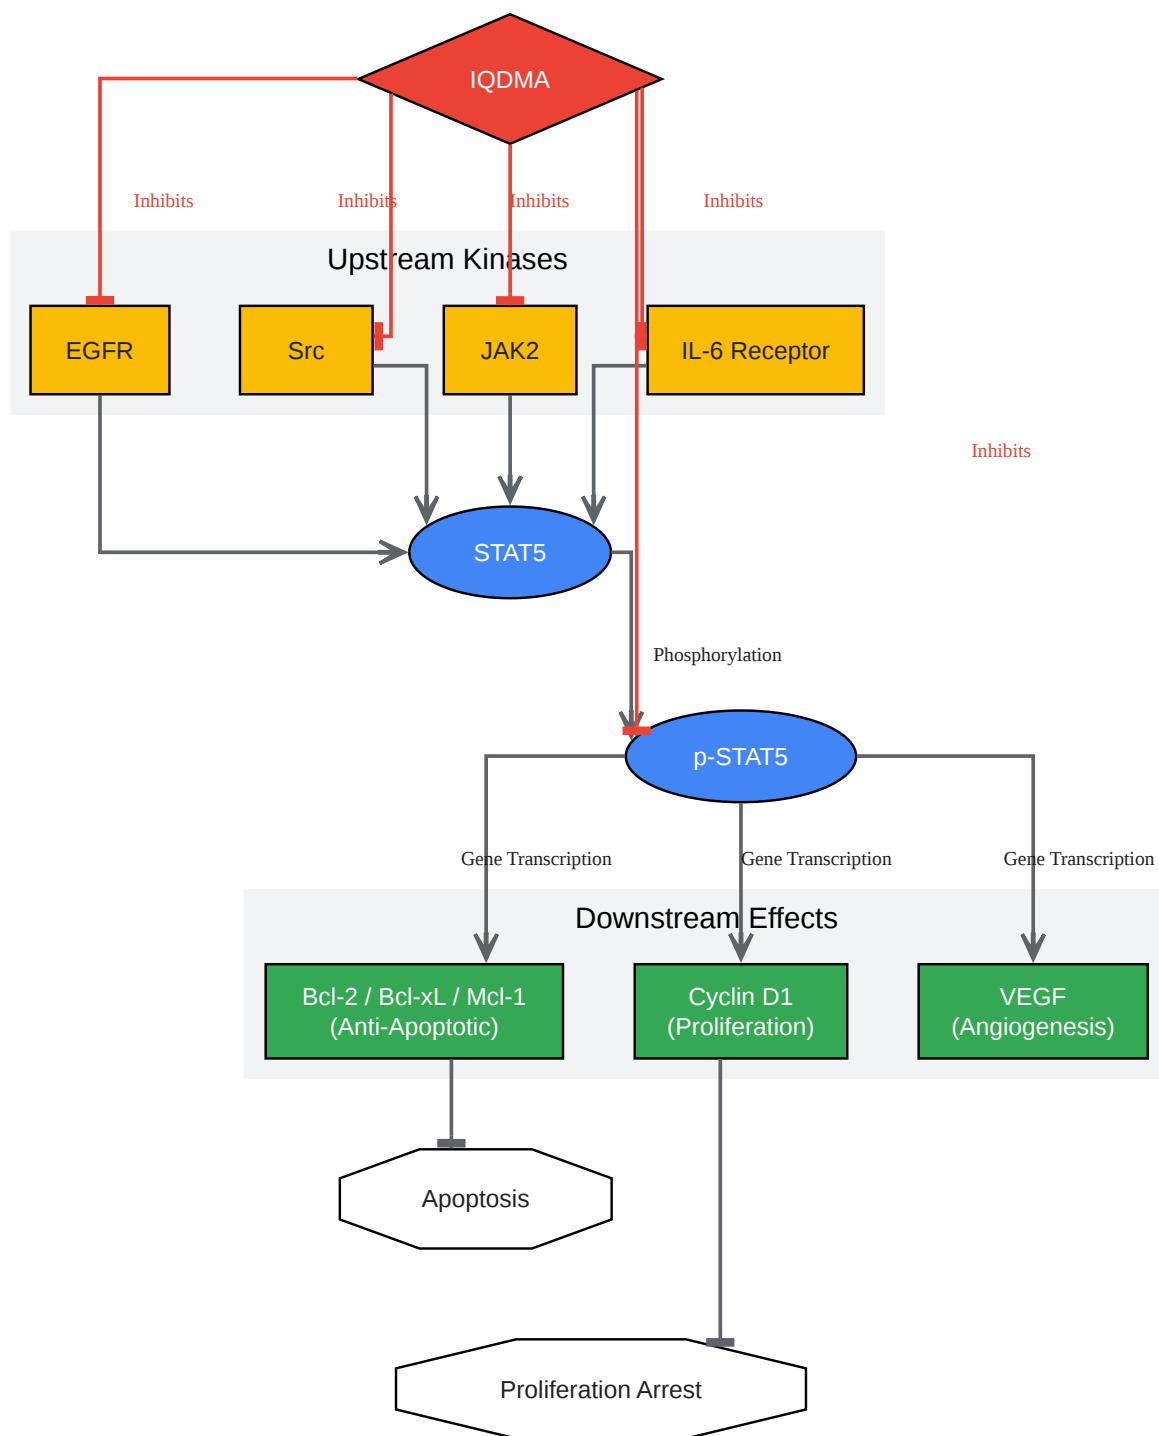 IQDMA
Inhibits
Inhibits
Inhibits
Inhibits
Upstream Kinases
EGFR
Src
JAK2
IL-6 Receptor
Inhibits
STAT5
Phosphorylation
p-STAT5
Gene Transcription
Gene Transcription
Gene Transcription
Downstream Effects
Bcl-2 / Bcl-xL / Mcl-1
(Anti-Apoptotic)
Cyclin D1
(Proliferation)
VEGF
(Angiogenesis)
Apoptosis
Proliferation Arrest